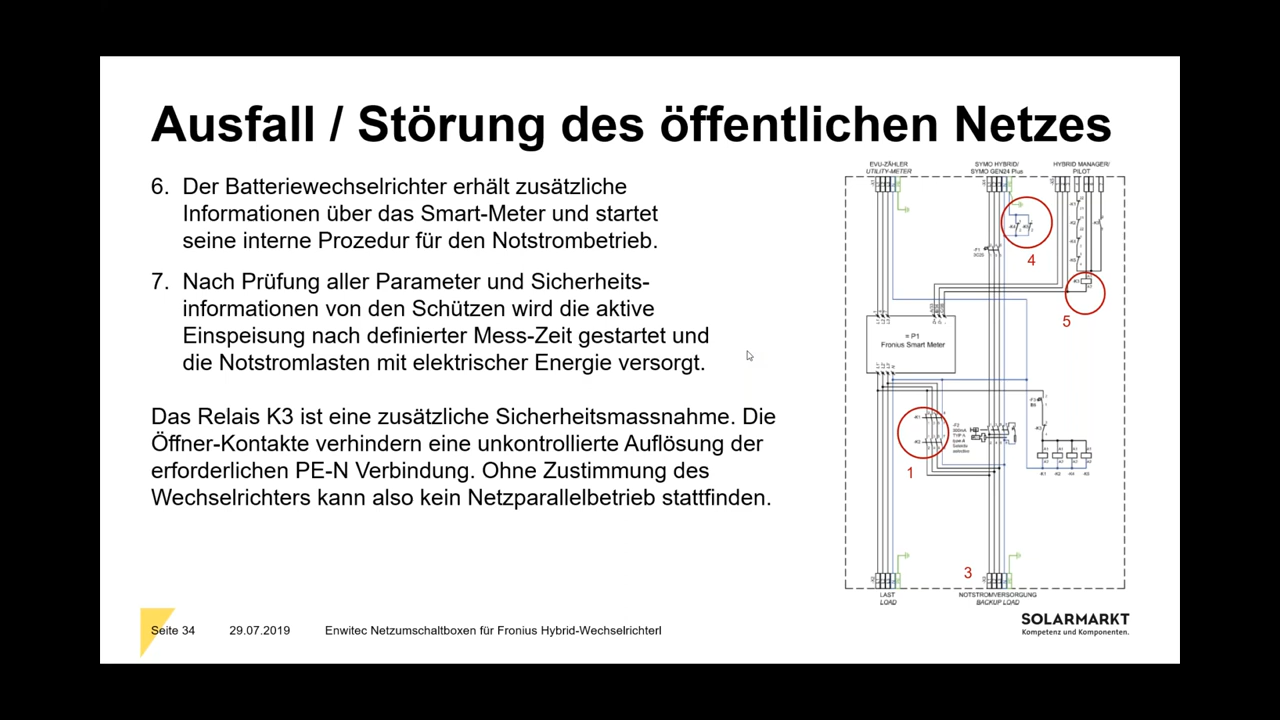 Ausfall / Störung des öffentlichen Netzes
6. Der Batteriewechselrichter erhält zusätzliche
Informationen über das Smart-Meter und startet
seine interne Prozedur für den Notstrombetrieb.
7. Nach Prüfung aller Parameter und Sicherheits-
informationen von den Schützen wird die aktive
Einspeisung nach definierter Mess-Zeit gestartet und
die Notstromlasten mit elektrischer Energie versorgt.
Das Relais K3 ist eine zusätzliche Sicherheitsmassnahme. Die
Öffner-Kontakte verhindern eine unkontrollierte Auflösung der
erforderlichen PE-N Verbindung. Ohne Zustimmung des
Wechselrichters kann also kein Netzparallelbetrieb stattfinden.
EVU-ZÄHLER
UTILITY-METER
SYMO HYBRID/
SYMO GEN24 Plus
HYBRID MANAGER/
PILOT
4
5
= P1
Fronius Smart Meter
1
3
LAST
LOAD
NOTSTROMVERSORGUNG
BACKUP LOAD
SOLARMARKT
Kompetenz und Komponenten.
Seite 34 29.07.2019 Enwitec Netzumschaltboxen für Fronius Hybrid-Wechselrichterl